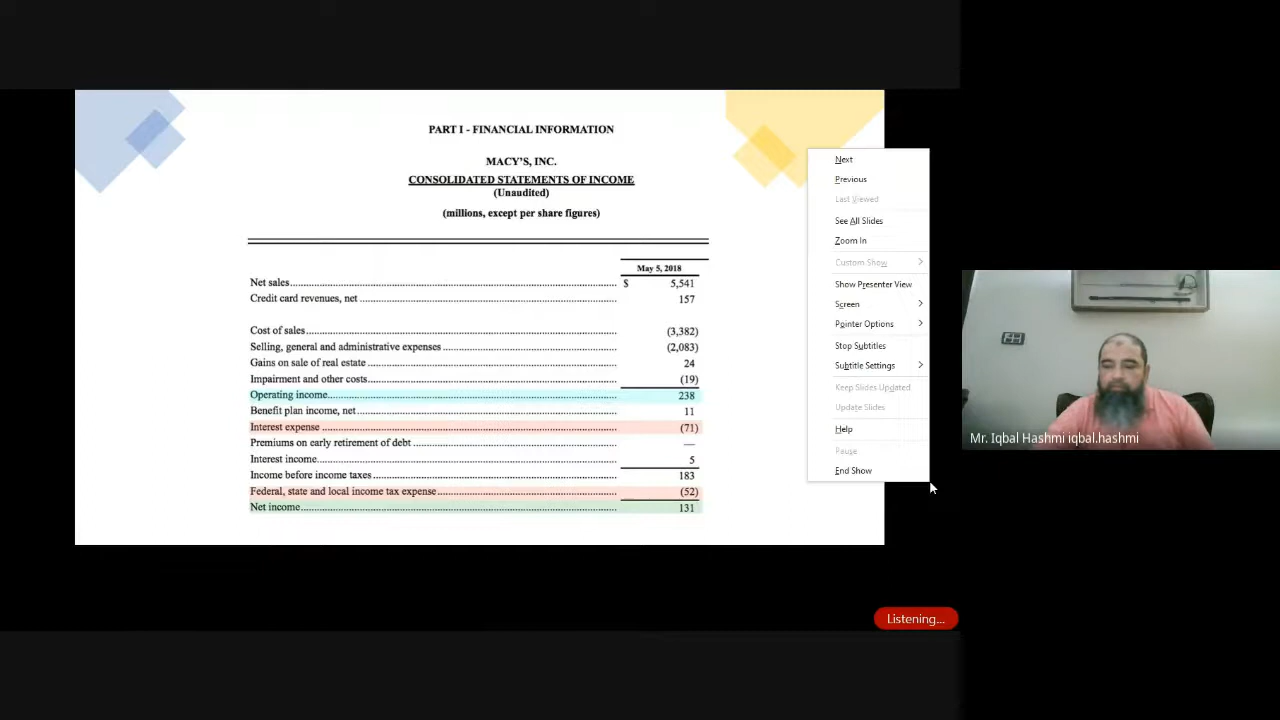 PART I - FINANCIAL INFORMATION
MACY'S, INC.
CONSOLIDATED STATEMENTS OF INCOME
(Unaudited)
(millions, except per share figures)
May 5, 2018
Net sales $ 5,541
Credit card revenues, net 157
Cost of sales (3,382)
Selling, general and administrative expenses (2,083)
Gains on sale of real estate 24
Impairment and other costs (19)
Operating income 238
Benefit plan income, net 11
Interest expense (71)
Premiums on early retirement of debt —
Interest income 5
Income before income taxes 183
Federal, state and local income tax expense (52)
Net income 131
Next
Previous
Last Viewed
See All Slides
Zoom In
Custom Show
Show Presenter View
Screen
Pointer Options
Stop Subtitles
Subtitle Settings
Keep Slides Updated
Update Slides
Help
Pause
End Show
Mr. Iqbal Hashmi iqbal.hashmi
Listening...